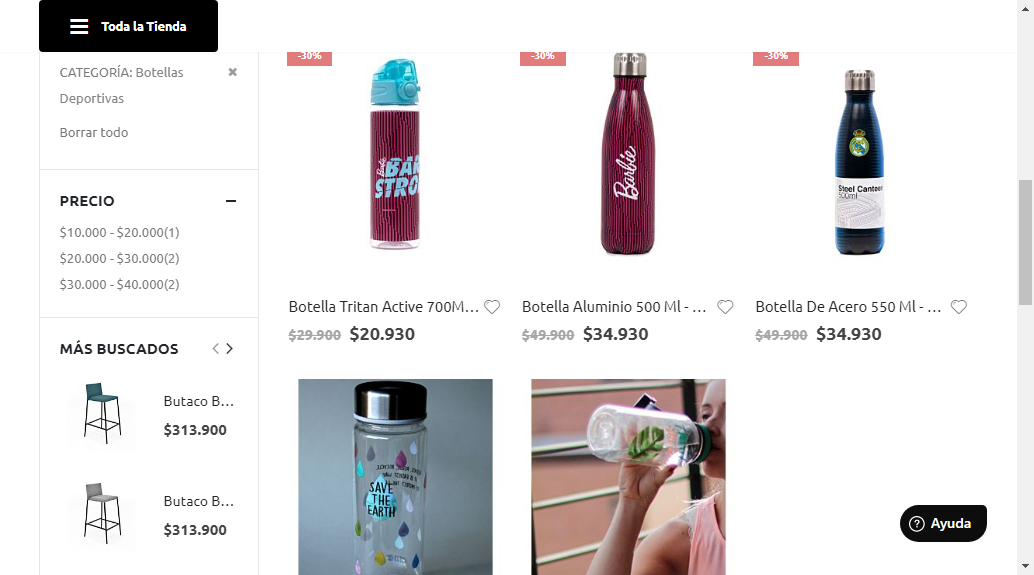 Toda la Tienda
CATEGORÍA: Botellas
Deportivas
Borrar todo
PRECIO
$10.000 - $20.000(1)
$20.000 - $30.000(2)
$30.000 - $40.000(2)
MÁS BUSCADOS
Butaco B...
$313.900
Butaco B...
$313.900
-30%
-30%
-30%
Barbie
BAR
STRO
Barbie
Steel Canteen
500ml
Botella Tritan Active 700M...
$29.900 $20.930
Botella Aluminio 500 Ml - ...
$49.900 $34.930
Botella De Acero 550 Ml - ...
$49.900 $34.930
SAVE
THE
EARTH
Ayuda